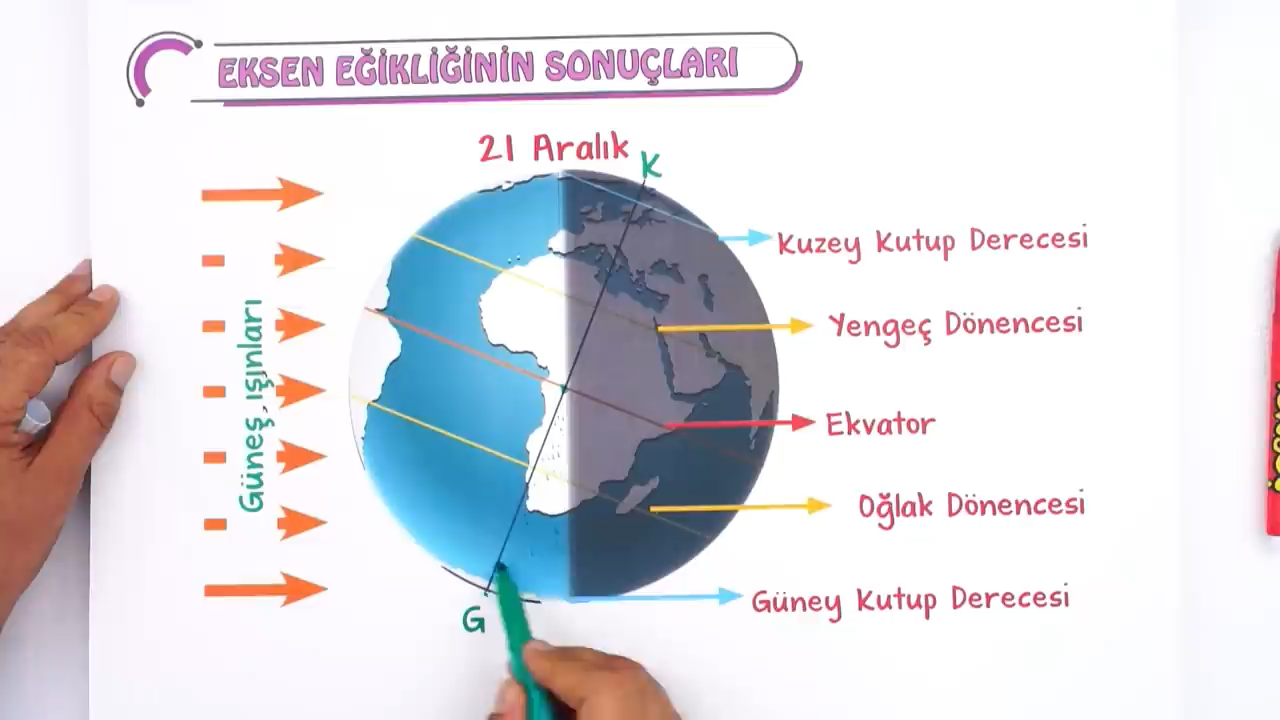 EKSEN EĞİKLİĞİNİN SONUÇLARI
21 Aralık
K
Kuzey Kutup Derecesi
Yengeç Dönencesi
Güneş ışınları
Ekvator
Oğlak Dönencesi
Güney Kutup Derecesi
G